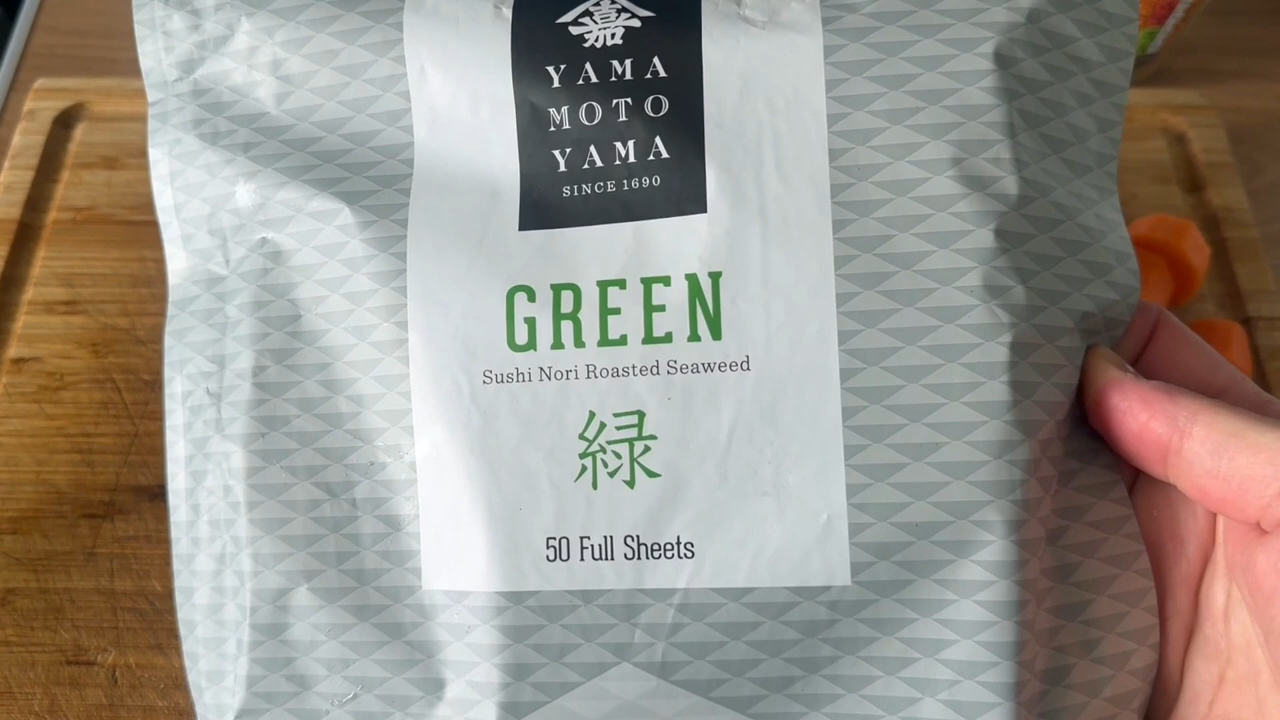 嘉
YAMA
MOTO
YAMA
SINCE 1690
GREEN
Sushi Nori Roasted Seaweed
緑
50 Full Sheets